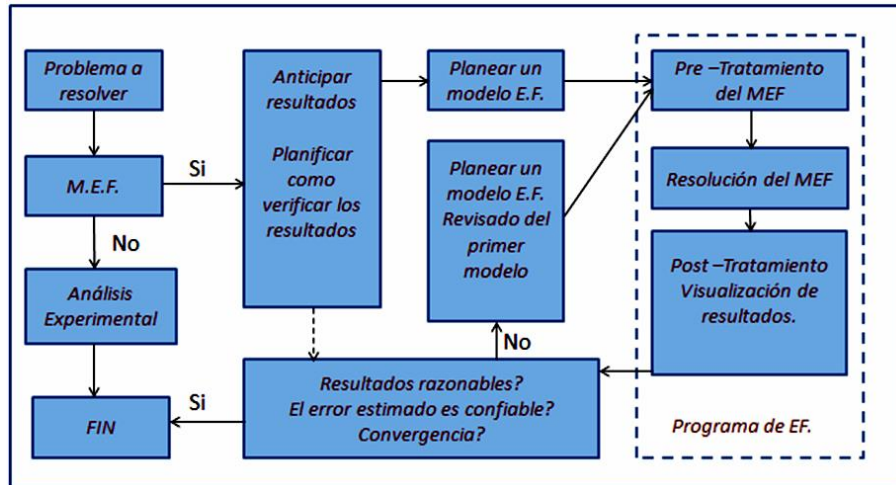 Problema a
resolver
M.E.F.
Si
No
Análisis
Experimental
FIN
Anticipar
resultados
Planificar
como
verificar los
resultados
Planear un
modelo E.F.
Planear un
modelo E.F.
Revisado del
primer
modelo
No
Pre –Tratamiento
del MEF
Resolución del MEF
Post –Tratamiento
Visualización de
resultados.
Programa de EF.
Resultados razonables?
El error estimado es confiable?
Convergencia?
Si